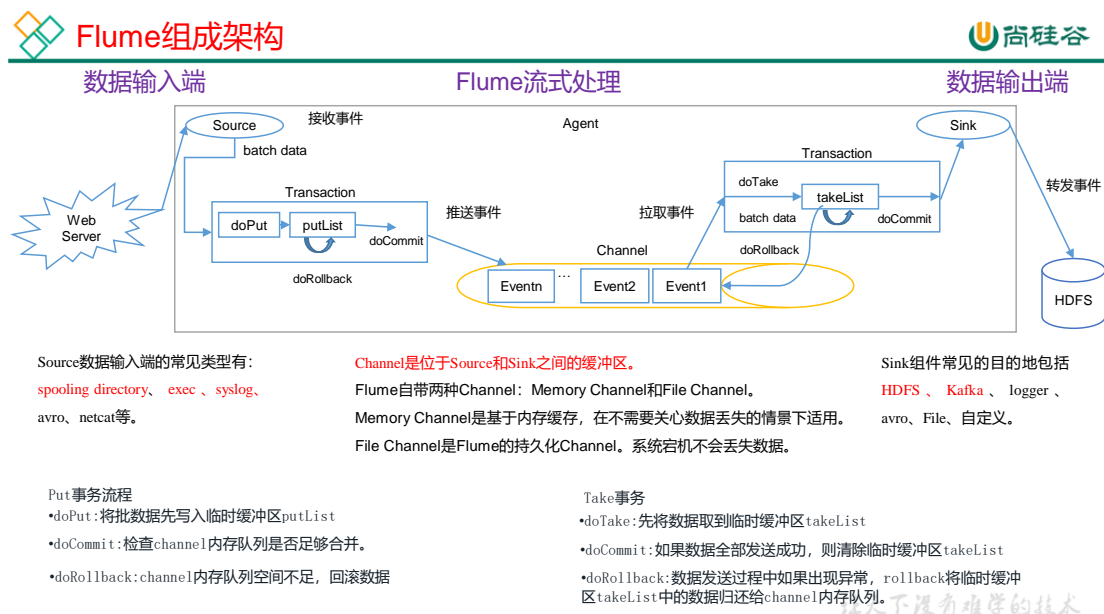 Flume组成架构
尚硅谷
数据输入端
Flume流式处理
数据输出端
Source
接收事件
Agent
Sink
batch data
Transaction
Transaction
转发事件
doTake
takeList
Web
Server
推送事件
拉取事件
doPut
putList
batch data
doCommit
doCommit
Channel
doRollback
doRollback
Eventn
...
Event2
Event1
HDFS
Source数据输入端的常见类型有：
spooling directory、 exec 、syslog、
avro、netcat等。
Channel是位于Source和Sink之间的缓冲区。
Flume自带两种Channel：Memory Channel和File Channel。
Memory Channel是基于内存缓存，在不需要关心数据丢失的情景下适用。
File Channel是Flume的持久化Channel。系统宕机不会丢失数据。
Sink组件常见的目的地包括
HDFS 、 Kafka 、 logger 、
avro、File、自定义。
Put事务流程
•doPut:将批数据先写入临时缓冲区putList
•doCommit:检查channel内存队列是否足够合并。
•doRollback:channel内存队列空间不足，回滚数据
Take事务
•doTake:先将数据取到临时缓冲区takeList
•doCommit:如果数据全部发送成功，则清除临时缓冲区takeList
•doRollback:数据发送过程中如果出现异常，rollback将临时缓冲
区takeList中的数据归还给channel内存队列。
让天下没有难学的技术